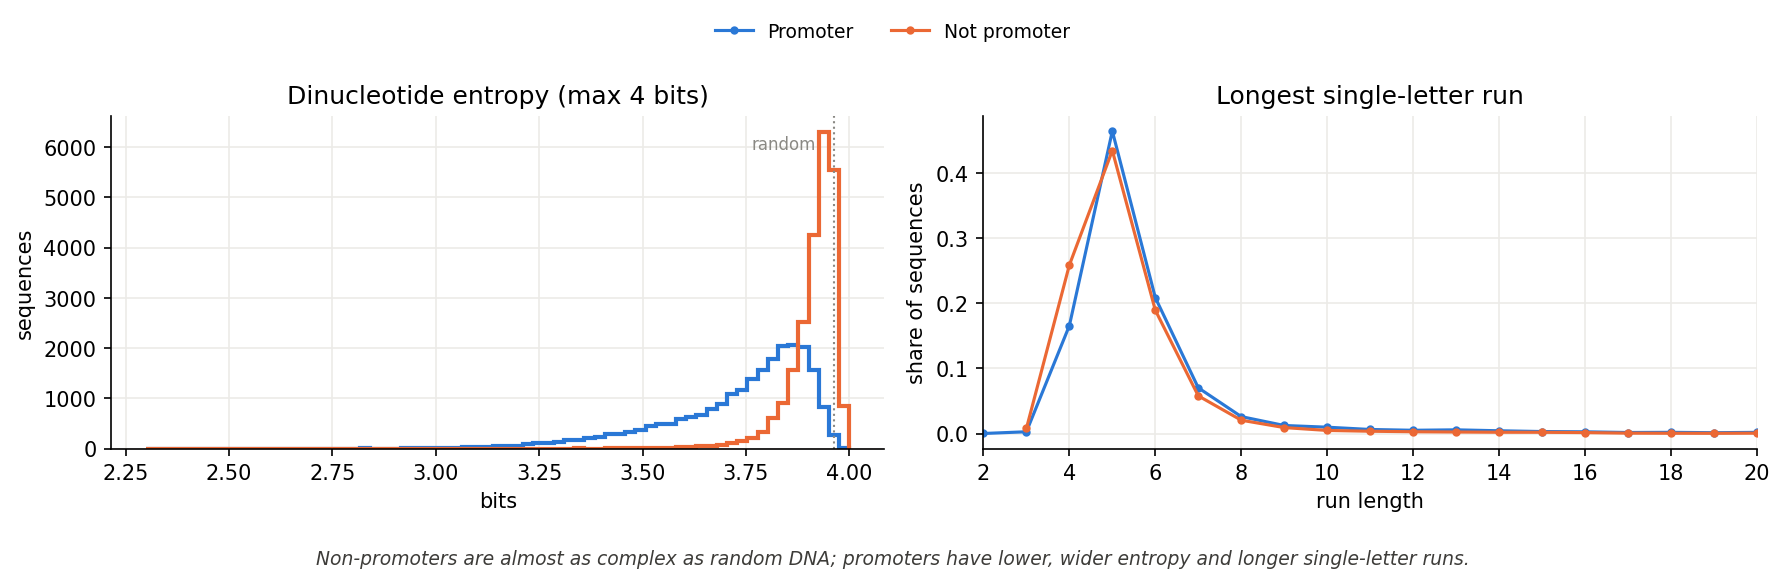 Promoter Not promoter
Dinucleotide entropy (max 4 bits)
sequences
6000
5000
4000
3000
2000
1000
0
random
2.25 2.50 2.75 3.00 3.25 3.50 3.75 4.00
bits
Longest single-letter run
share of sequences
0.4
0.3
0.2
0.1
0.0
2 4 6 8 10 12 14 16 18 20
run length
Non-promoters are almost as complex as random DNA; promoters have lower, wider entropy and longer single-letter runs.